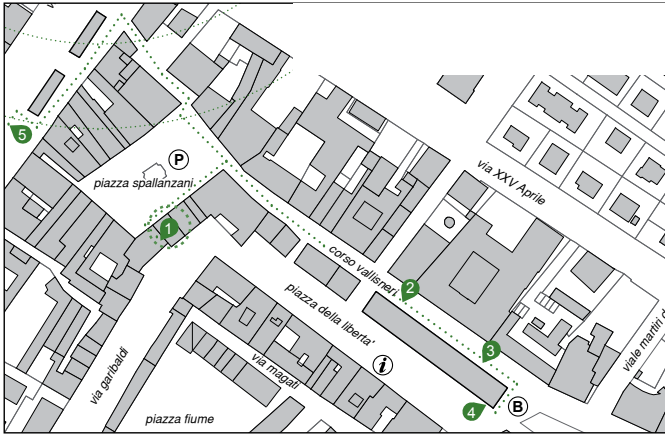 5
P
piazza spallanzani
1
via XXV Aprile
corso vallisneri
2
piazza della liberta'
3
i
via garibaldi
via magati
4
B
viale martiri d
piazza fiume